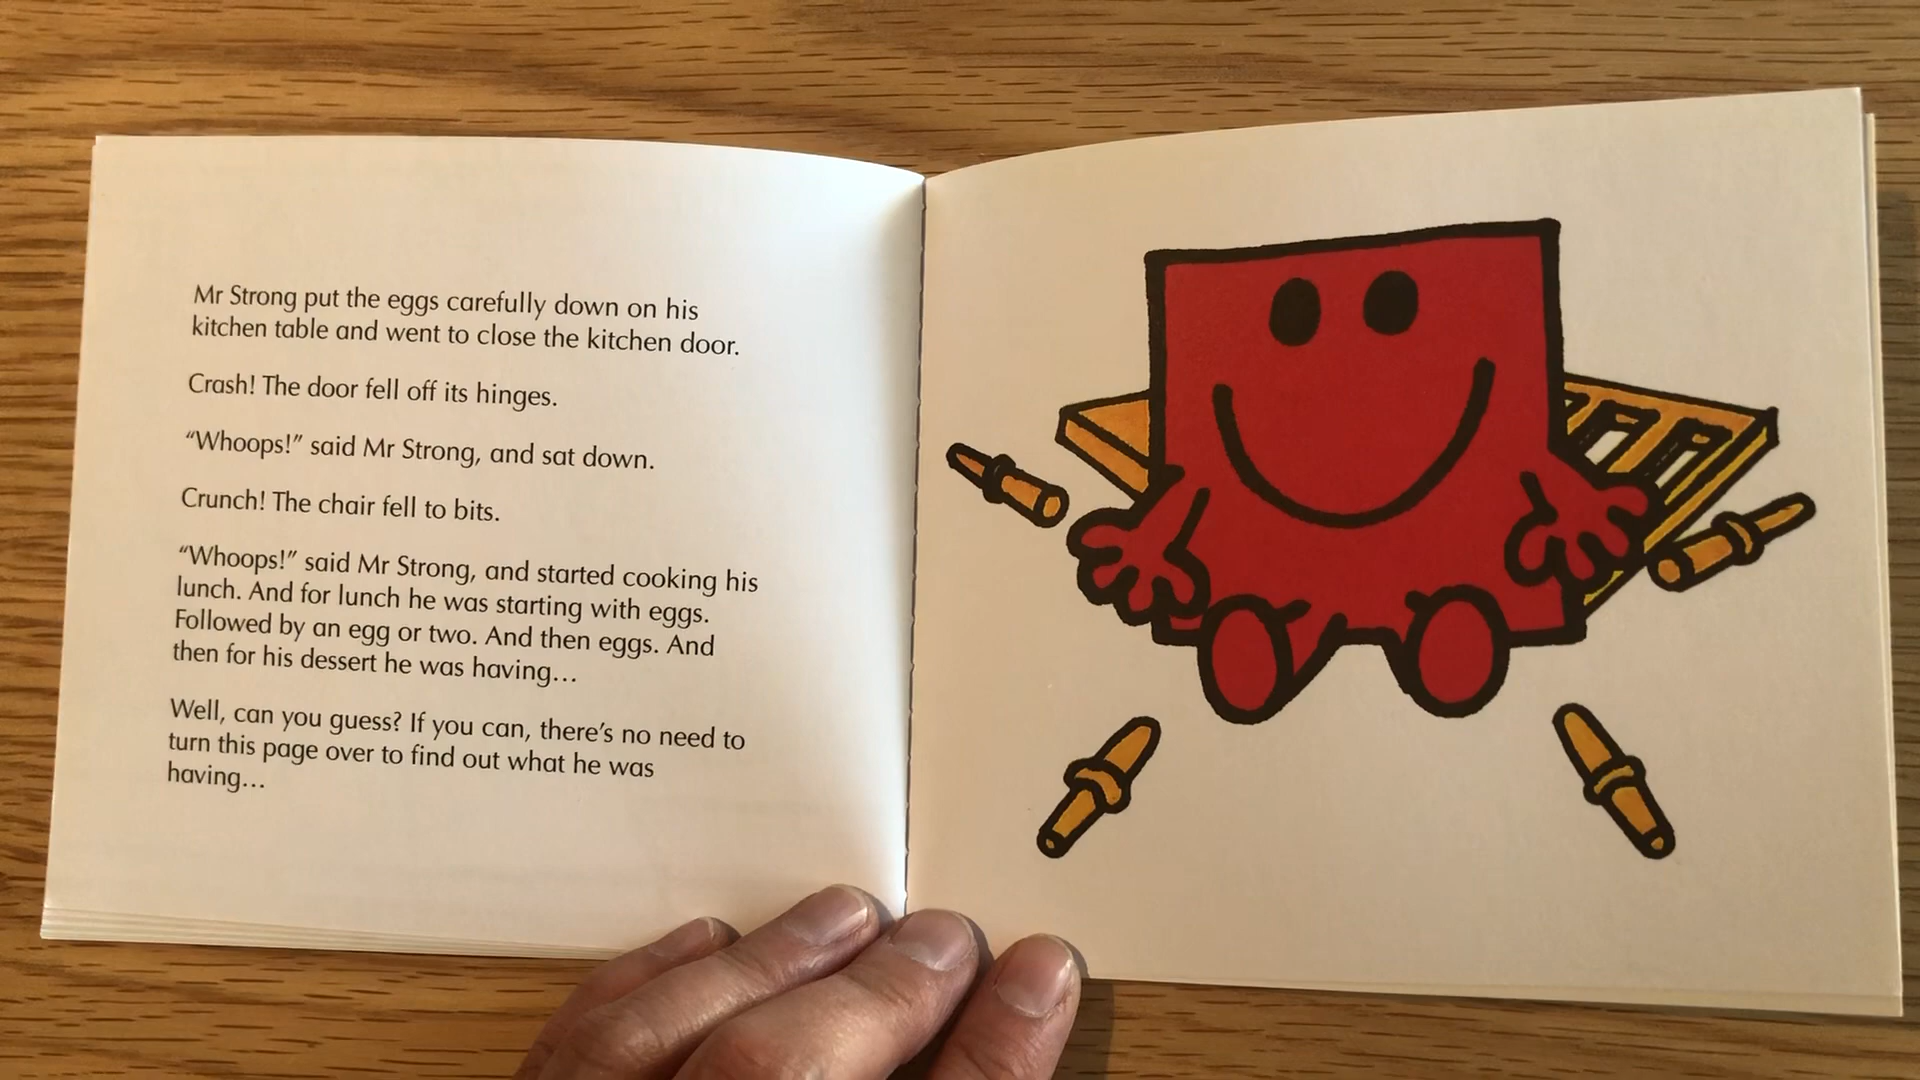 Mr Strong put the eggs carefully down on his
kitchen table and went to close the kitchen door.
Crash! The door fell off its hinges.
“Whoops!” said Mr Strong, and sat down.
Crunch! The chair fell to bits.
“Whoops!” said Mr Strong, and started cooking his
lunch. And for lunch he was starting with eggs.
Followed by an egg or two. And then eggs. And
then for his dessert he was having…
Well, can you guess? If you can, there’s no need to
turn this page over to find out what he was
having…